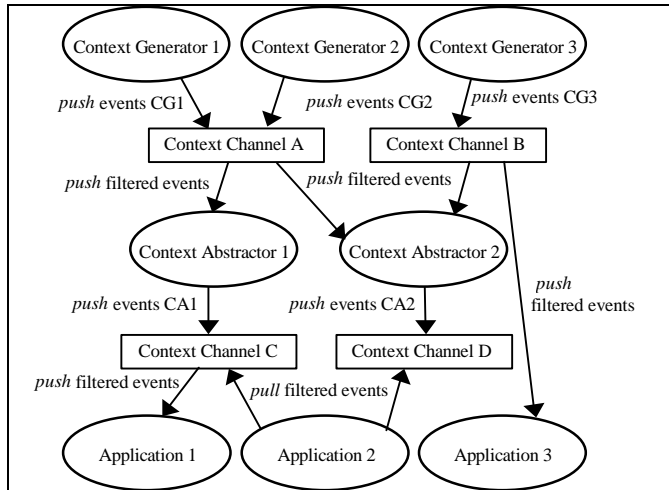 Context Generator 1
Context Generator 2
Context Generator 3
push events CG1
push events CG2
push events CG3
Context Channel A
Context Channel B
push filtered events
push filtered events
Context Abstractor 1
Context Abstractor 2
push
filtered events
push events CA1
push events CA2
Context Channel C
Context Channel D
push filtered events
pull filtered events
Application 1
Application 2
Application 3